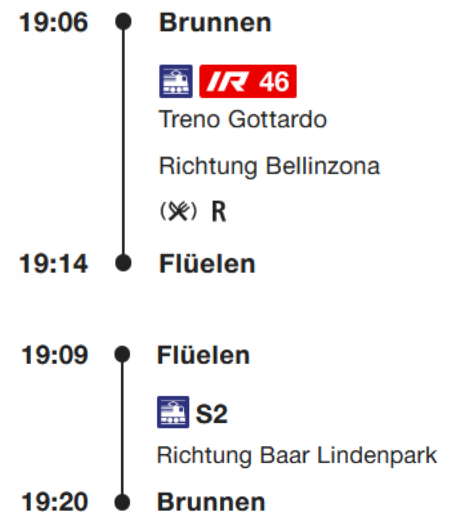 19:06 Brunnen
IR 46
Treno Gottardo
Richtung Bellinzona
() R
19:14 Flüelen
19:09 Flüelen
S2
Richtung Baar Lindenpark
19:20 Brunnen